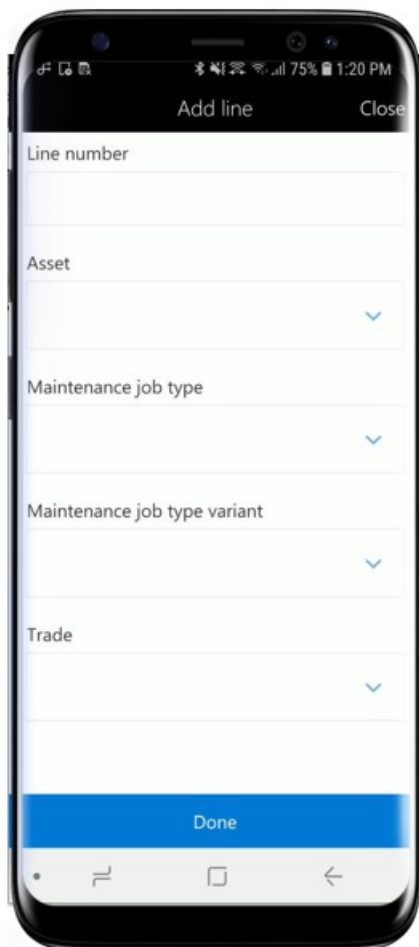 75% 1:20 PM
Add line
Close
Line number
Asset
Maintenance job type
Maintenance job type variant
Trade
Done